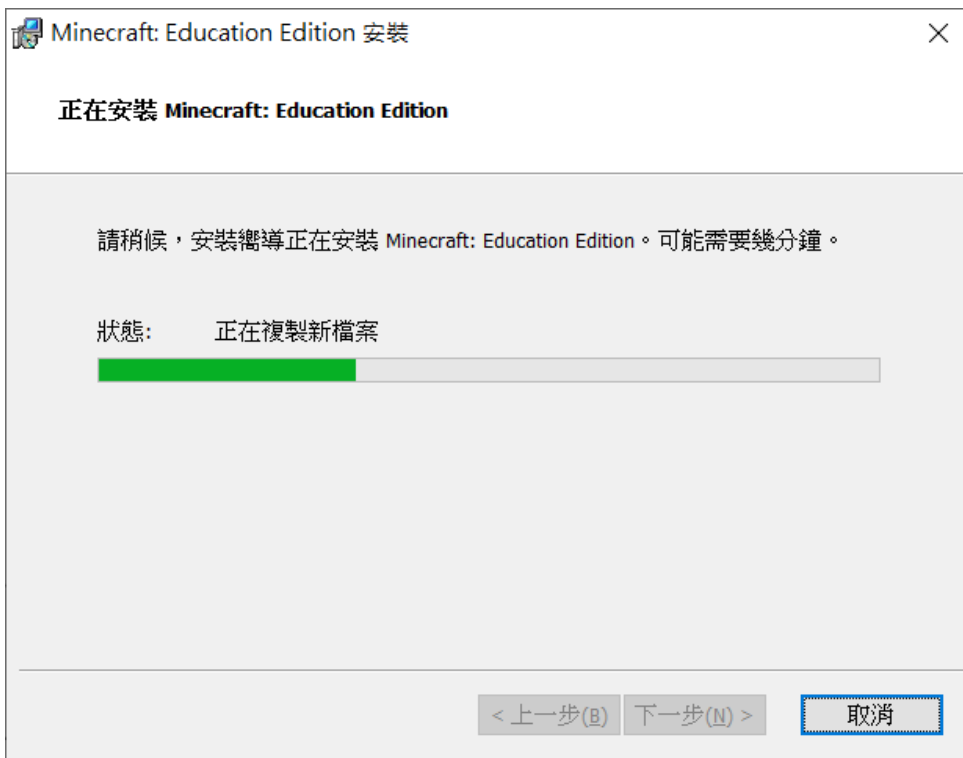 Minecraft: Education Edition 安裝
正在安裝 Minecraft: Education Edition
請稍候，安裝嚮導正在安裝 Minecraft: Education Edition。可能需要幾分鐘。
狀態: 正在複製新檔案
< 上一步(B) 下一步(N) > 取消